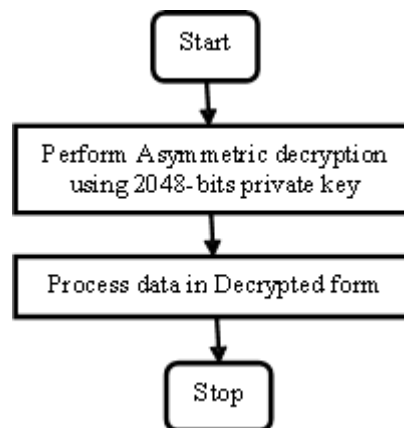 Start
Perform Asymmetric decryption
using 2048-bits private key
Process data in Decrypted form
Stop